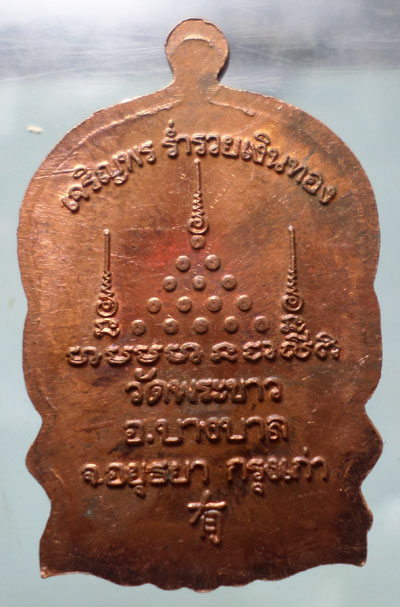 เจริญพร ร่ำรวยเงินทอง
วัดพระขาว
อ.บางบาล
จ.อยุธยา กรุงเก่า